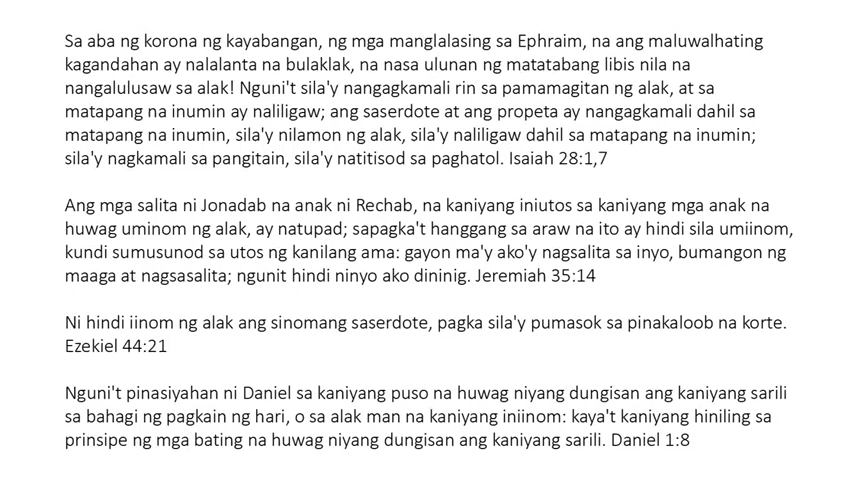 Sa aba ng korona ng kayabangan, ng mga manglalasing sa Ephraim, na ang maluwalhating
kagandahan ay nalalanta na bulaklak, na nasa ulunan ng matatabang libis nila na
nangalulusaw sa alak! Nguni't sila'y nangagkamali rin sa pamamagitan ng alak, at sa
matapang na inumin ay naliligaw; ang saserdote at ang propeta ay nangagkamali dahil sa
matapang na inumin, sila'y nilamon ng alak, sila'y naliligaw dahil sa matapang na inumin;
sila'y nagkamali sa pangitain, sila'y natitisod sa paghatol. Isaiah 28:1,7

Ang mga salita ni Jonadab na anak ni Rechab, na kaniyang iniutos sa kaniyang mga anak na
huwag uminom ng alak, ay natupad; sapagka't hanggang sa araw na ito ay hindi sila umiinom,
kundi sumusunod sa utos ng kanilang ama: gayon ma'y ako'y nagsalita sa inyo, bumangon ng
maaga at nagsasalita; ngunit hindi ninyo ako dininig. Jeremiah 35:14

Ni hindi iinom ng alak ang sinomang saserdote, pagka sila'y pumasok sa pinakaloob na korte.
Ezekiel 44:21

Nguni't pinasiyahan ni Daniel sa kaniyang puso na huwag niyang dungisan ang kaniyang sarili
sa bahagi ng pagkain ng hari, o sa alak man na kaniyang iniinom: kaya't kaniyang hiniling sa
prinsipe ng mga bating na huwag niyang dungisan ang kaniyang sarili. Daniel 1:8